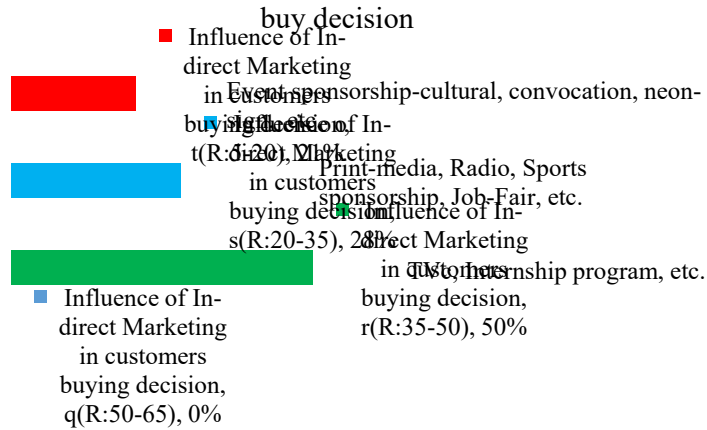 buy decision
Influence of In-
direct Marketing
in customers
buying decision,
t(R:5-20), 21%
Event sponsorship-cultural, convocation, neon-
sign, etc.
Influence of In-
direct Marketing
in customers
buying decision,
s(R:20-35), 28%
Print-media, Radio, Sports
sponsorship, Job-Fair, etc.
Influence of In-
direct Marketing
in customers
buying decision,
r(R:35-50), 50%
TVc, Internship program, etc.
Influence of In-
direct Marketing
in customers
buying decision,
q(R:50-65), 0%